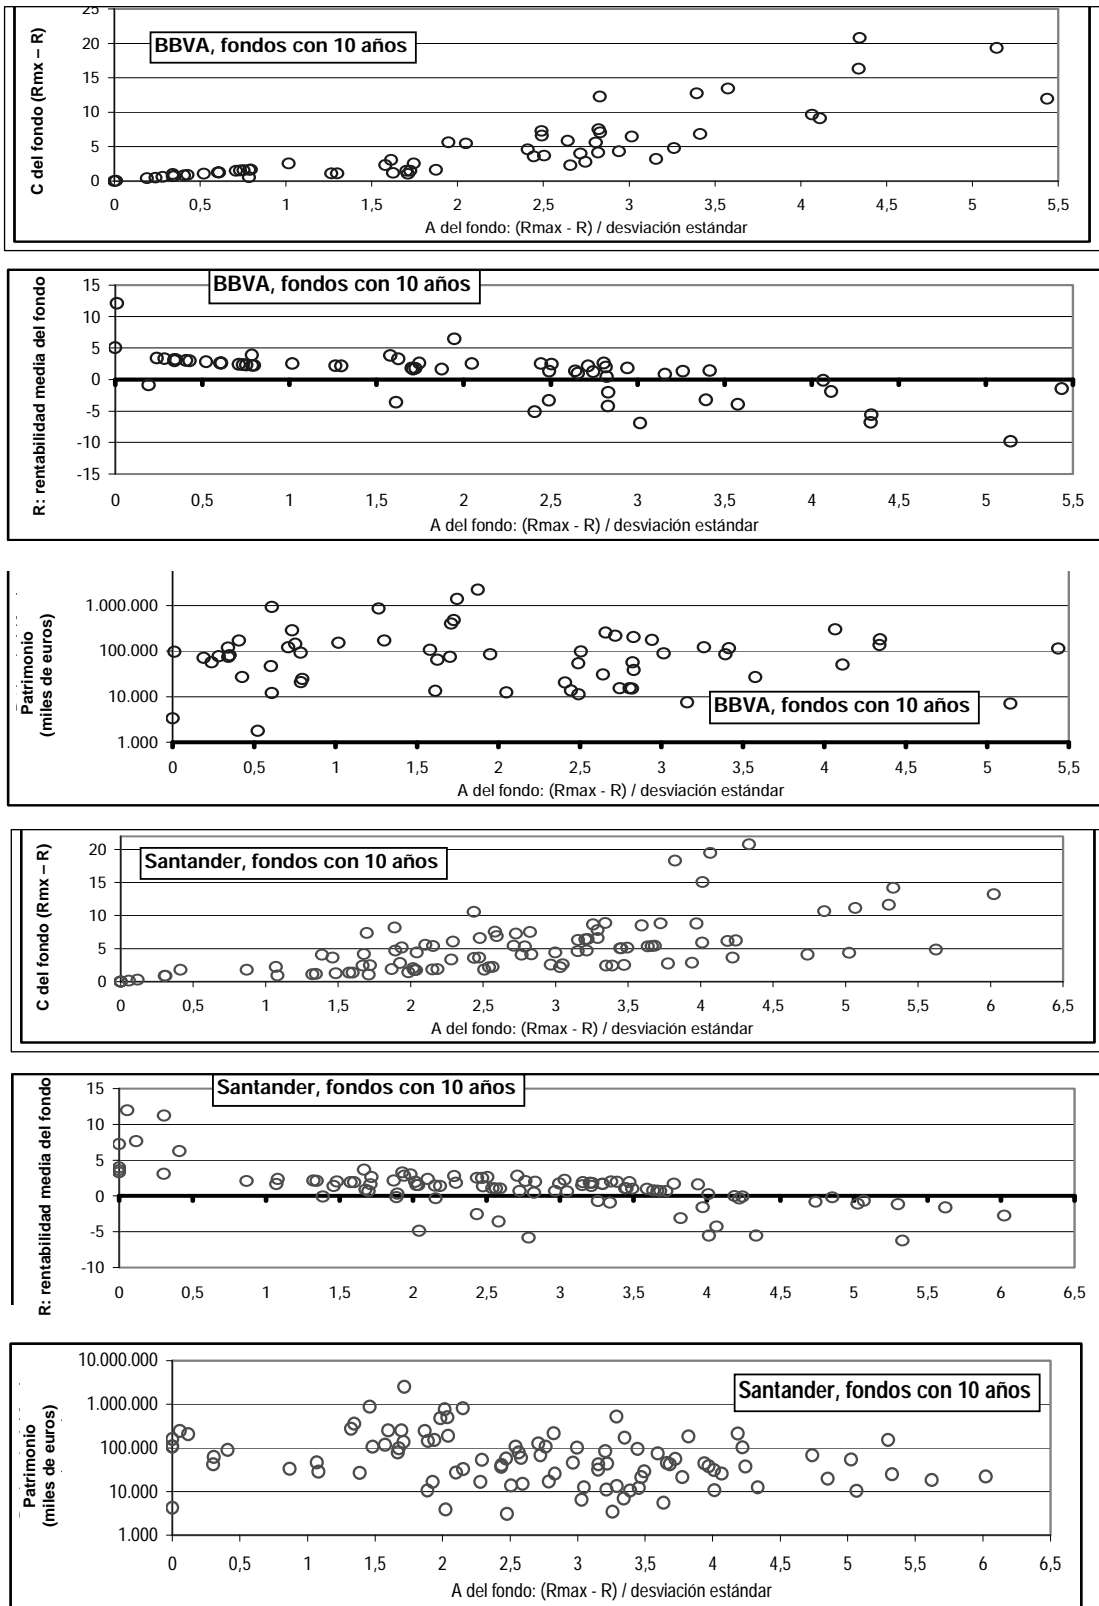 BBVA, fondos con 10 años
C del fondo (Rmx – R)
25
20
15
10
5
0
0 0,5 1 1,5 2 2,5 3 3,5 4 4,5 5 5,5
A del fondo: (Rmax - R) / desviación estándar
BBVA, fondos con 10 años
R: rentabilidad media del fondo
15
10
5
0
-5
-10
-15
0 0,5 1 1,5 2 2,5 3 3,5 4 4,5 5 5,5
A del fondo: (Rmax - R) / desviación estándar
Patrimonio
(miles de euros)
1.000.000
100.000
10.000
1.000
BBVA, fondos con 10 años
0 0,5 1 1,5 2 2,5 3 3,5 4 4,5 5 5,5
A del fondo: (Rmax - R) / desviación estándar
Santander, fondos con 10 años
C del fondo (Rmx – R)
20
15
10
5
0
0 0,5 1 1,5 2 2,5 3 3,5 4 4,5 5 5,5 6 6,5
A del fondo: (Rmax - R) / desviación estándar
Santander, fondos con 10 años
R: rentabilidad media del fondo
15
10
5
0
-5
-10
0 0,5 1 1,5 2 2,5 3 3,5 4 4,5 5 5,5 6 6,5
A del fondo: (Rmax - R) / desviación estándar
Patrimonio
(miles de euros)
10.000.000
1.000.000
100.000
10.000
1.000
Santander, fondos con 10 años
0 0,5 1 1,5 2 2,5 3 3,5 4 4,5 5 5,5 6 6,5
A del fondo: (Rmax - R) / desviación estándar